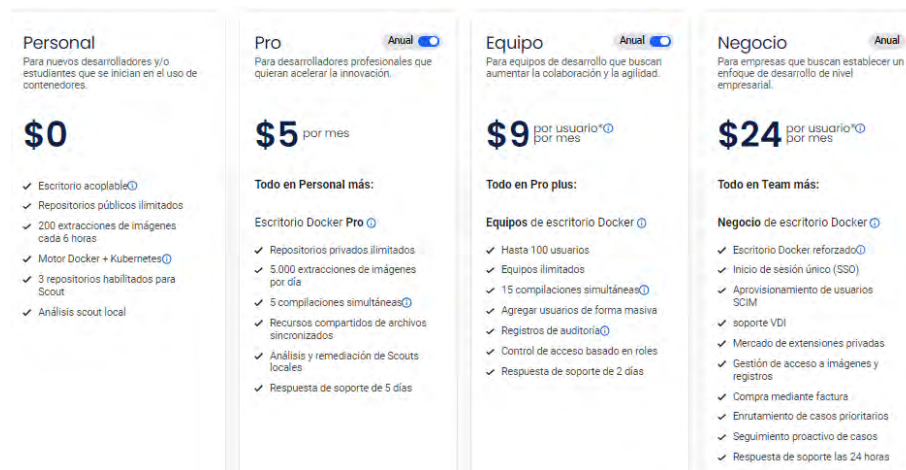 Personal
Para nuevos desarrolladores y/o
estudiantes que se inician en el uso de
contenedores.
$0
Escritorio acoplable
Repositorios públicos ilimitados
200 extracciones de imágenes
cada 6 horas
Motor Docker + Kubernetes
3 repositorios habilitados para
Scout
Análisis scout local
Pro
Anual
Para desarrolladores profesionales que
quieran acelerar la innovación.
$5 por mes
Todo en Personal más:
Escritorio Docker Pro
Repositorios privados ilimitados
5.000 extracciones de imágenes
por día
5 compilaciones simultáneas
Recursos compartidos de archivos
sincronizados
Análisis y remediación de Scouts
locales
Respuesta de soporte de 5 días
Equipo
Anual
Para equipos de desarrollo que buscan
aumentar la colaboración y la agilidad.
$9 por usuario*
por mes
Todo en Pro plus:
Equipos de escritorio Docker
Hasta 100 usuarios
Equipos ilimitados
15 compilaciones simultáneas
Agregar usuarios de forma masiva
Registros de auditoría
Control de acceso basado en roles
Respuesta de soporte de 2 días
Negocio
Anual
Para empresas que buscan establecer un
enfoque de desarrollo de nivel
empresarial.
$24 por usuario*
por mes
Todo en Team más:
Negocio de escritorio Docker
Escritorio Docker reforzado
Inicio de sesión único (SSO)
Aprovisionamiento de usuarios
SCIM
soporte VDI
Mercado de extensiones privadas
Gestión de acceso a imágenes y
registros
Compra mediante factura
Enrutamiento de casos prioritarios
Seguimiento proactivo de casos
Respuesta de soporte las 24 horas